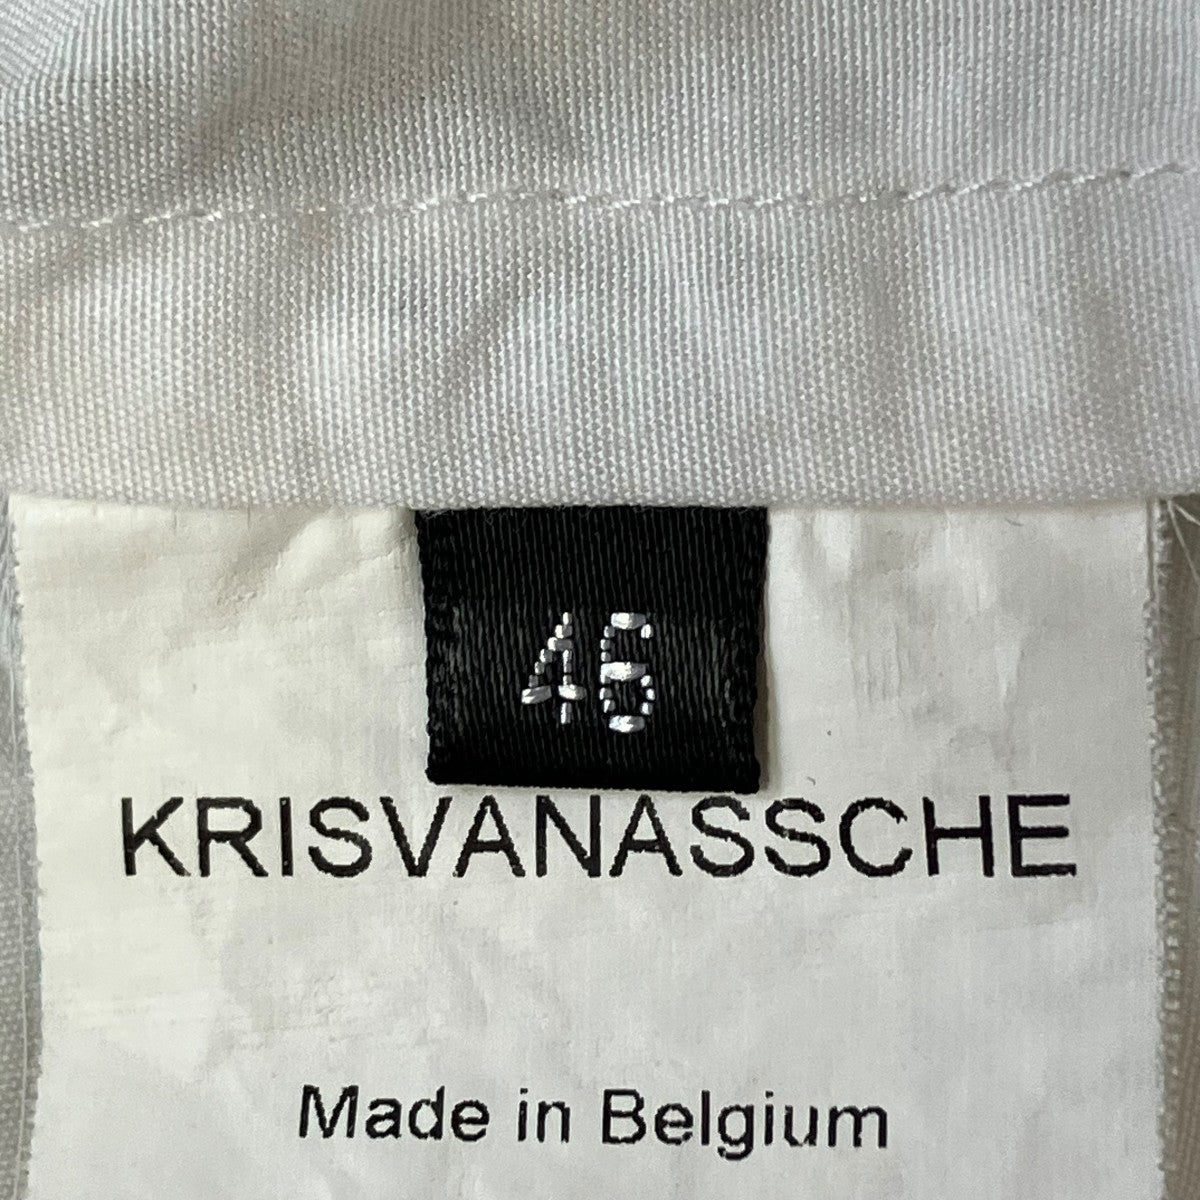 46
KRISVANASSCHE
Made in Belgium